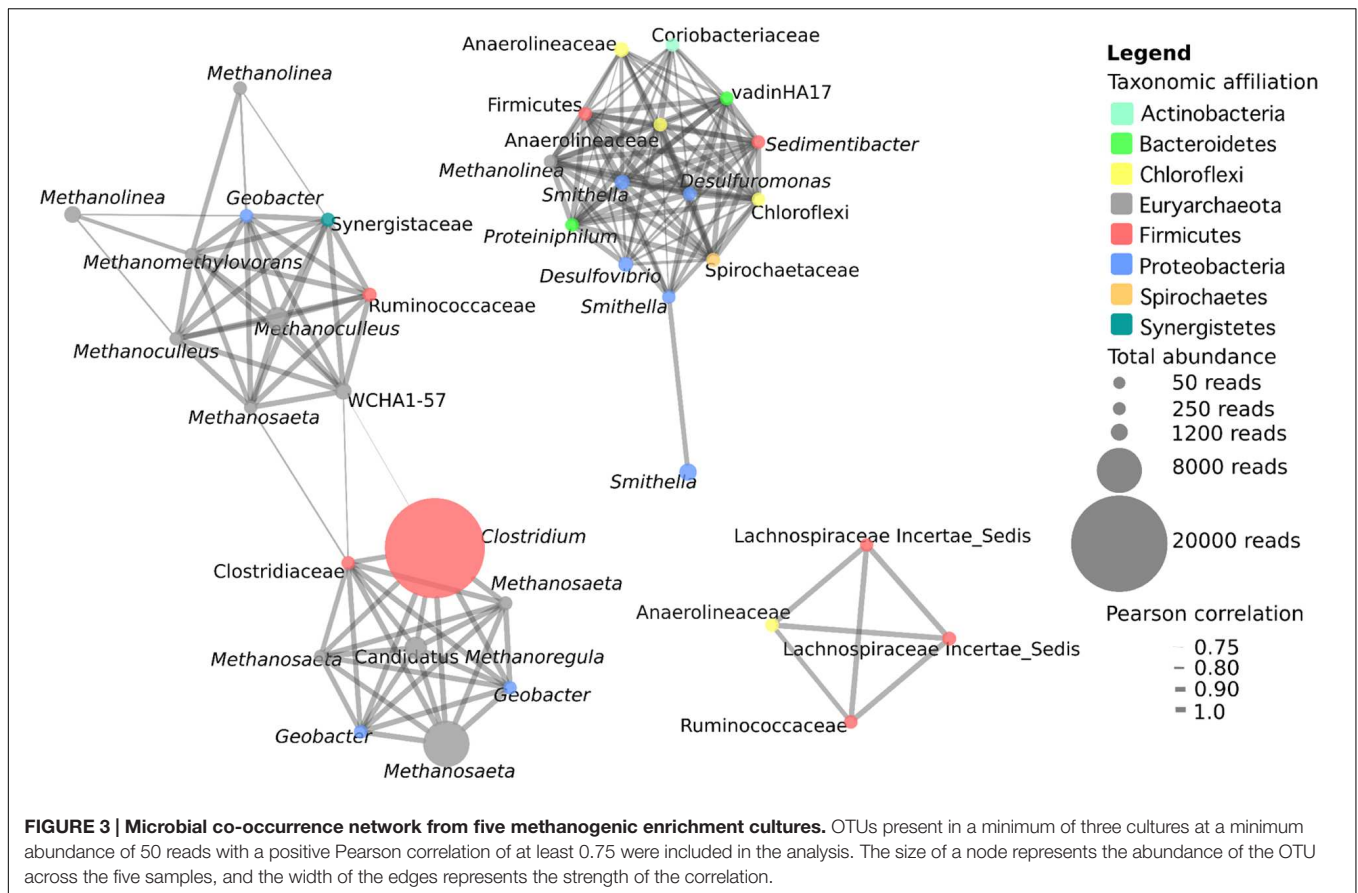 Methanolinea
Methanolinea
Geobacter
Synergistaceae
Methanomethylovorans
Ruminococcaceae
Methanoculleus
Methanoculleus
WCHA1-57
Methanosaeta
Anaerolineaceae
Coriobacteriaceae
Firmicutes
vadinHA17
Anaerolineaceae
Sedimentibacter
Methanolinea
Smithella
Desulfuromonas
Chloroflexi
Proteiniphilum
Desulfovibrio
Spirochaetaceae
Smithella
Smithella
Clostridium
Clostridiaceae
Methanosaeta
Methanosaeta
Candidatus Methanoregula
Geobacter
Geobacter
Methanosaeta
Lachnospiraceae Incertae_Sedis
Anaerolineaceae
Lachnospiraceae Incertae_Sedis
Ruminococcaceae
Legend
Taxonomic affiliation
Actinobacteria
Bacteroidetes
Chloroflexi
Euryarchaeota
Firmicutes
Proteobacteria
Spirochaetes
Synergistetes
Total abundance
50 reads
250 reads
1200 reads
8000 reads
20000 reads
Pearson correlation
0.75
0.80
0.90
1.0
FIGURE 3 | Microbial co-occurrence network from five methanogenic enrichment cultures. OTUs present in a minimum of three cultures at a minimum
abundance of 50 reads with a positive Pearson correlation of at least 0.75 were included in the analysis. The size of a node represents the abundance of the OTU
across the five samples, and the width of the edges represents the strength of the correlation.